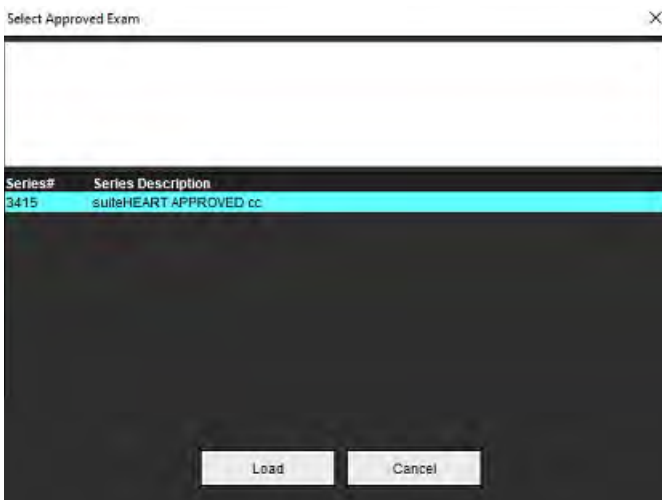 Select Approved Exam
Series# Series Description
3415 suiteHEART APPROVED cc
Load Cancel